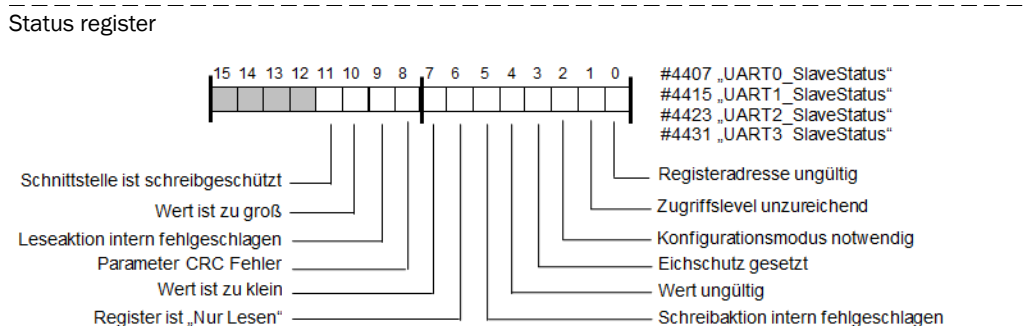 Status register
15 14 13 12 11 10 9 8 7 6 5 4 3 2 1 0
#4407 „UART0_SlaveStatus“
#4415 „UART1_SlaveStatus“
#4423 „UART2_SlaveStatus“
#4431 „UART3_SlaveStatus“
Schnittstelle ist schreibgeschützt
Wert ist zu groß
Leseaktion intern fehlgeschlagen
Parameter CRC Fehler
Wert ist zu klein
Register ist „Nur Lesen“
Registeradresse ungültig
Zugriffslevel unzureichend
Konfigurationsmodus notwendig
Eichschutz gesetzt
Wert ungültig
Schreibaktion intern fehlgeschlagen